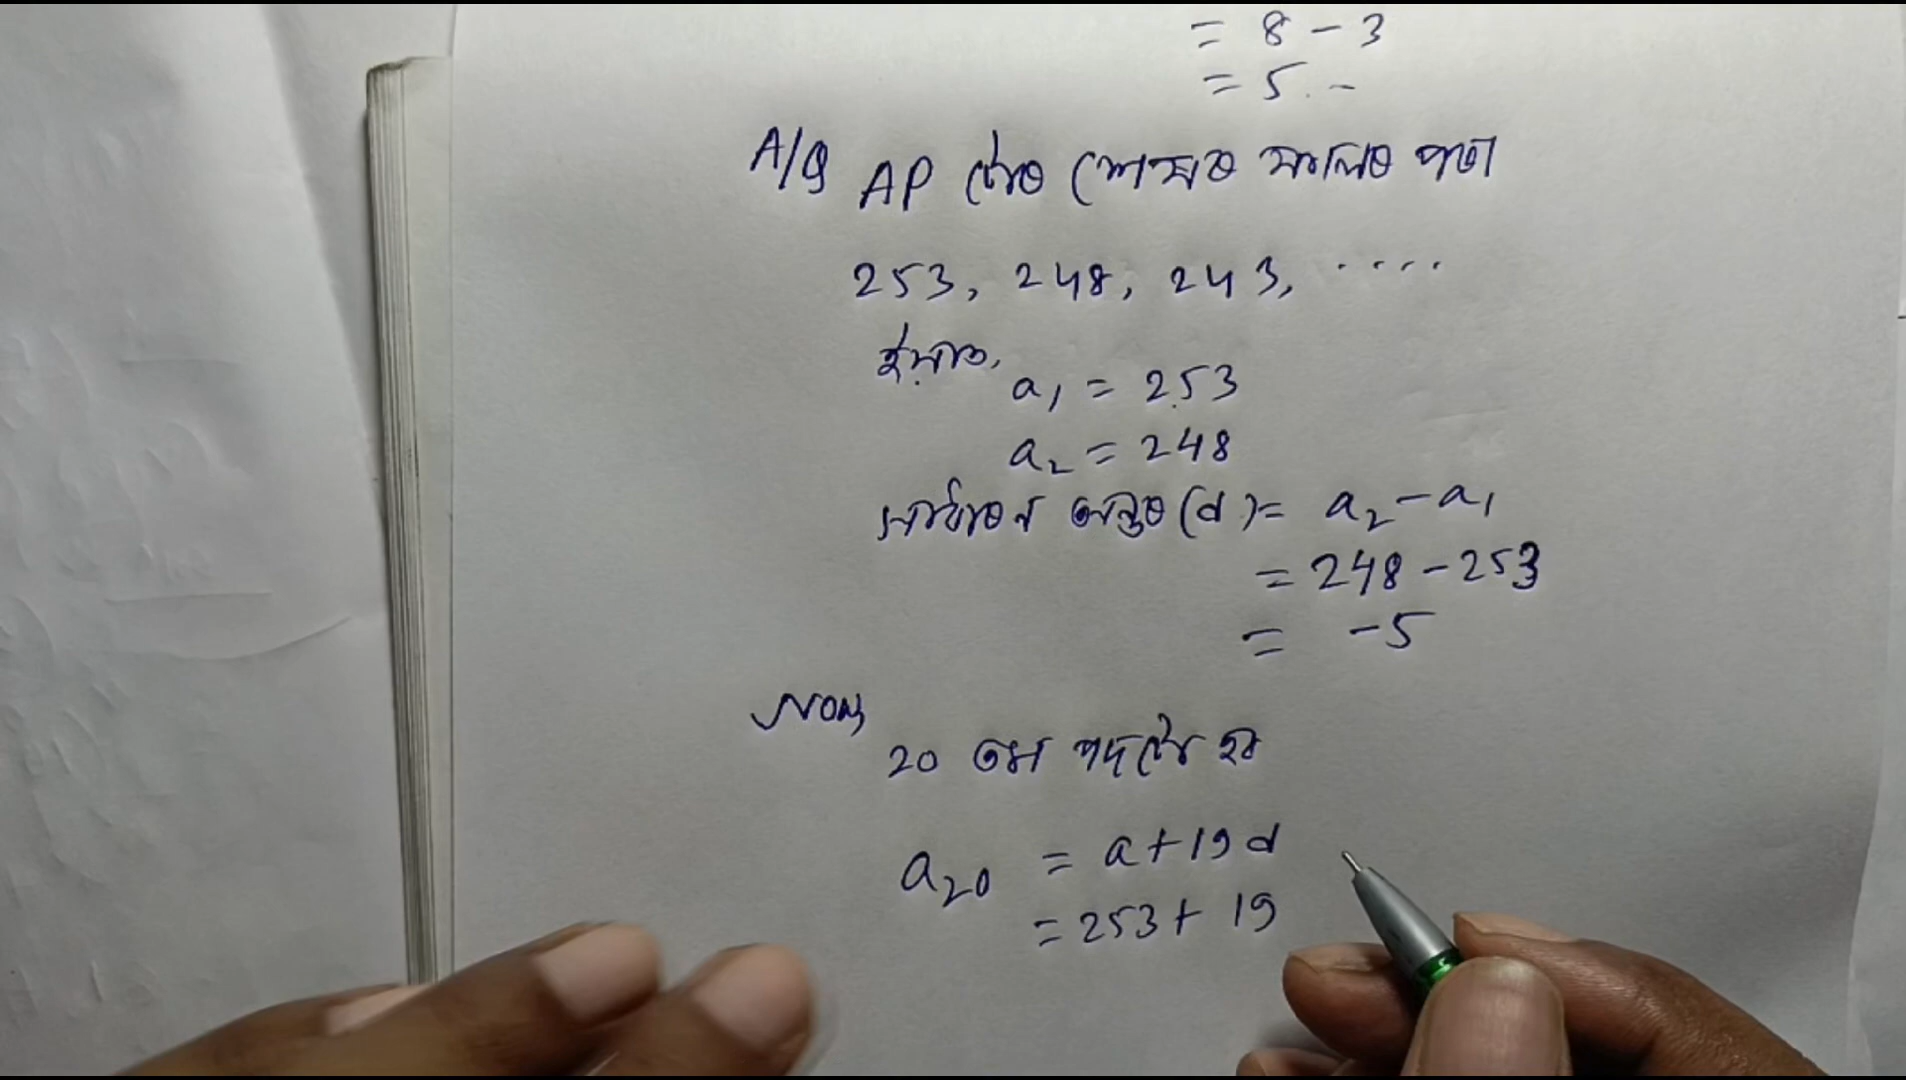 = 8 - 3
= 5
A/Q AP টোৰ শেষৰ ফালৰ পৰা
253, 248, 243, ....
ইয়াত,
a₁ = 253
a₂ = 248
সাধাৰণ অন্তৰ (d) = a₂ - a₁
= 248 - 253
= -5
Now,
20 তম পদটো হ'ব
a₂₀ = a + 19d
= 253 + 19